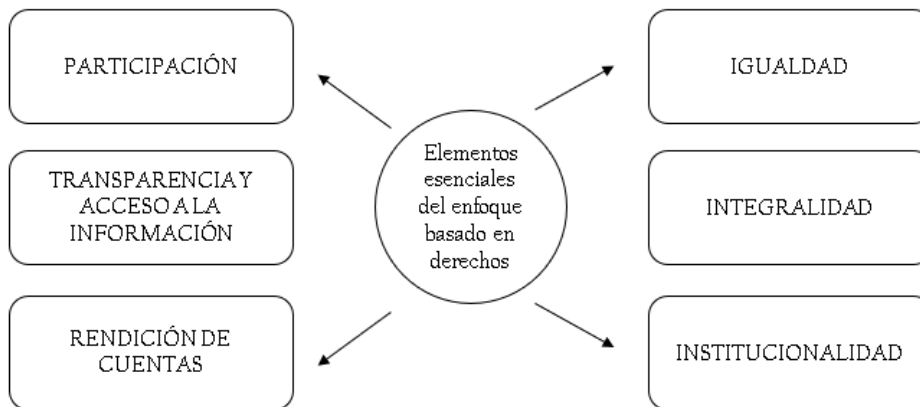 PARTICIPACIÓN
TRANSPARENCIA Y
ACCESO A LA
INFORMACIÓN
RENDICIÓN DE
CUENTAS
Elementos
esenciales
del enfoque
basado en
derechos
IGUALDAD
INTEGRALIDAD
INSTITUCIONALIDAD